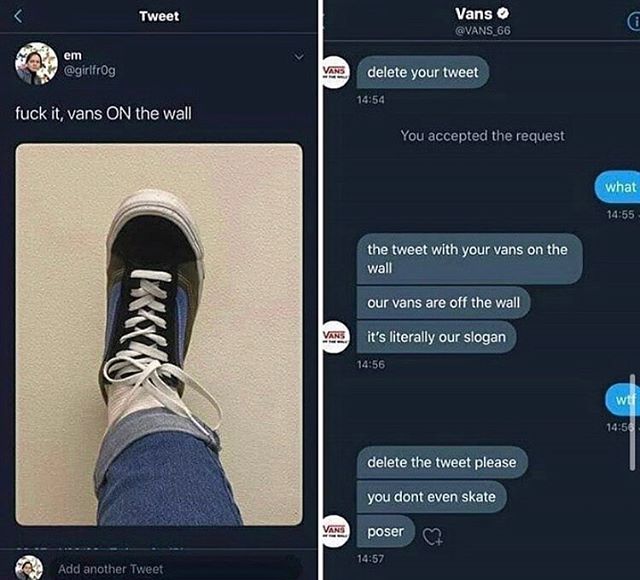 Tweet
em
@girlfr0g
fuck it, vans ON the wall
Add another Tweet
Vans
@VANS_66
VANS
delete your tweet
14:54
You accepted the request
what
14:55
the tweet with your vans on the
wall
our vans are off the wall
VANS
it's literally our slogan
14:56
wtf
14:56
delete the tweet please
you dont even skate
VANS
poser
14:57